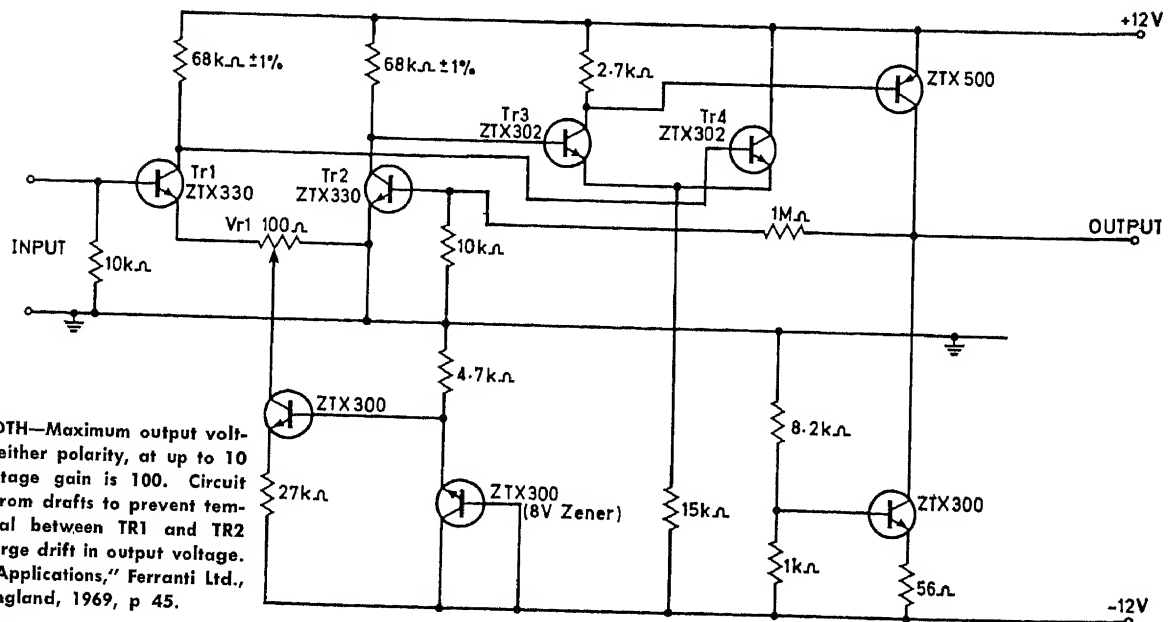 +12V
68kΩ ±1%
68kΩ ±1%
2.7kΩ
ZTX 500
Tr3
ZTX302
Tr4
ZTX302
Tr1
ZTX330
Tr2
ZTX330
Vr1 100Ω
1MΩ
OUTPUT
INPUT
10kΩ
10kΩ
4.7kΩ
ZTX300
8.2kΩ
27kΩ
ZTX300
(8V Zener)
15kΩ
ZTX300
1kΩ
56Ω
-12V
OTH—Maximum output volt-
either polarity, at up to 10
tage gain is 100. Circuit
rom drafts to prevent tem-
al between TR1 and TR2
arge drift in output voltage.
Applications," Ferranti Ltd.,
ngland, 1969, p 45.